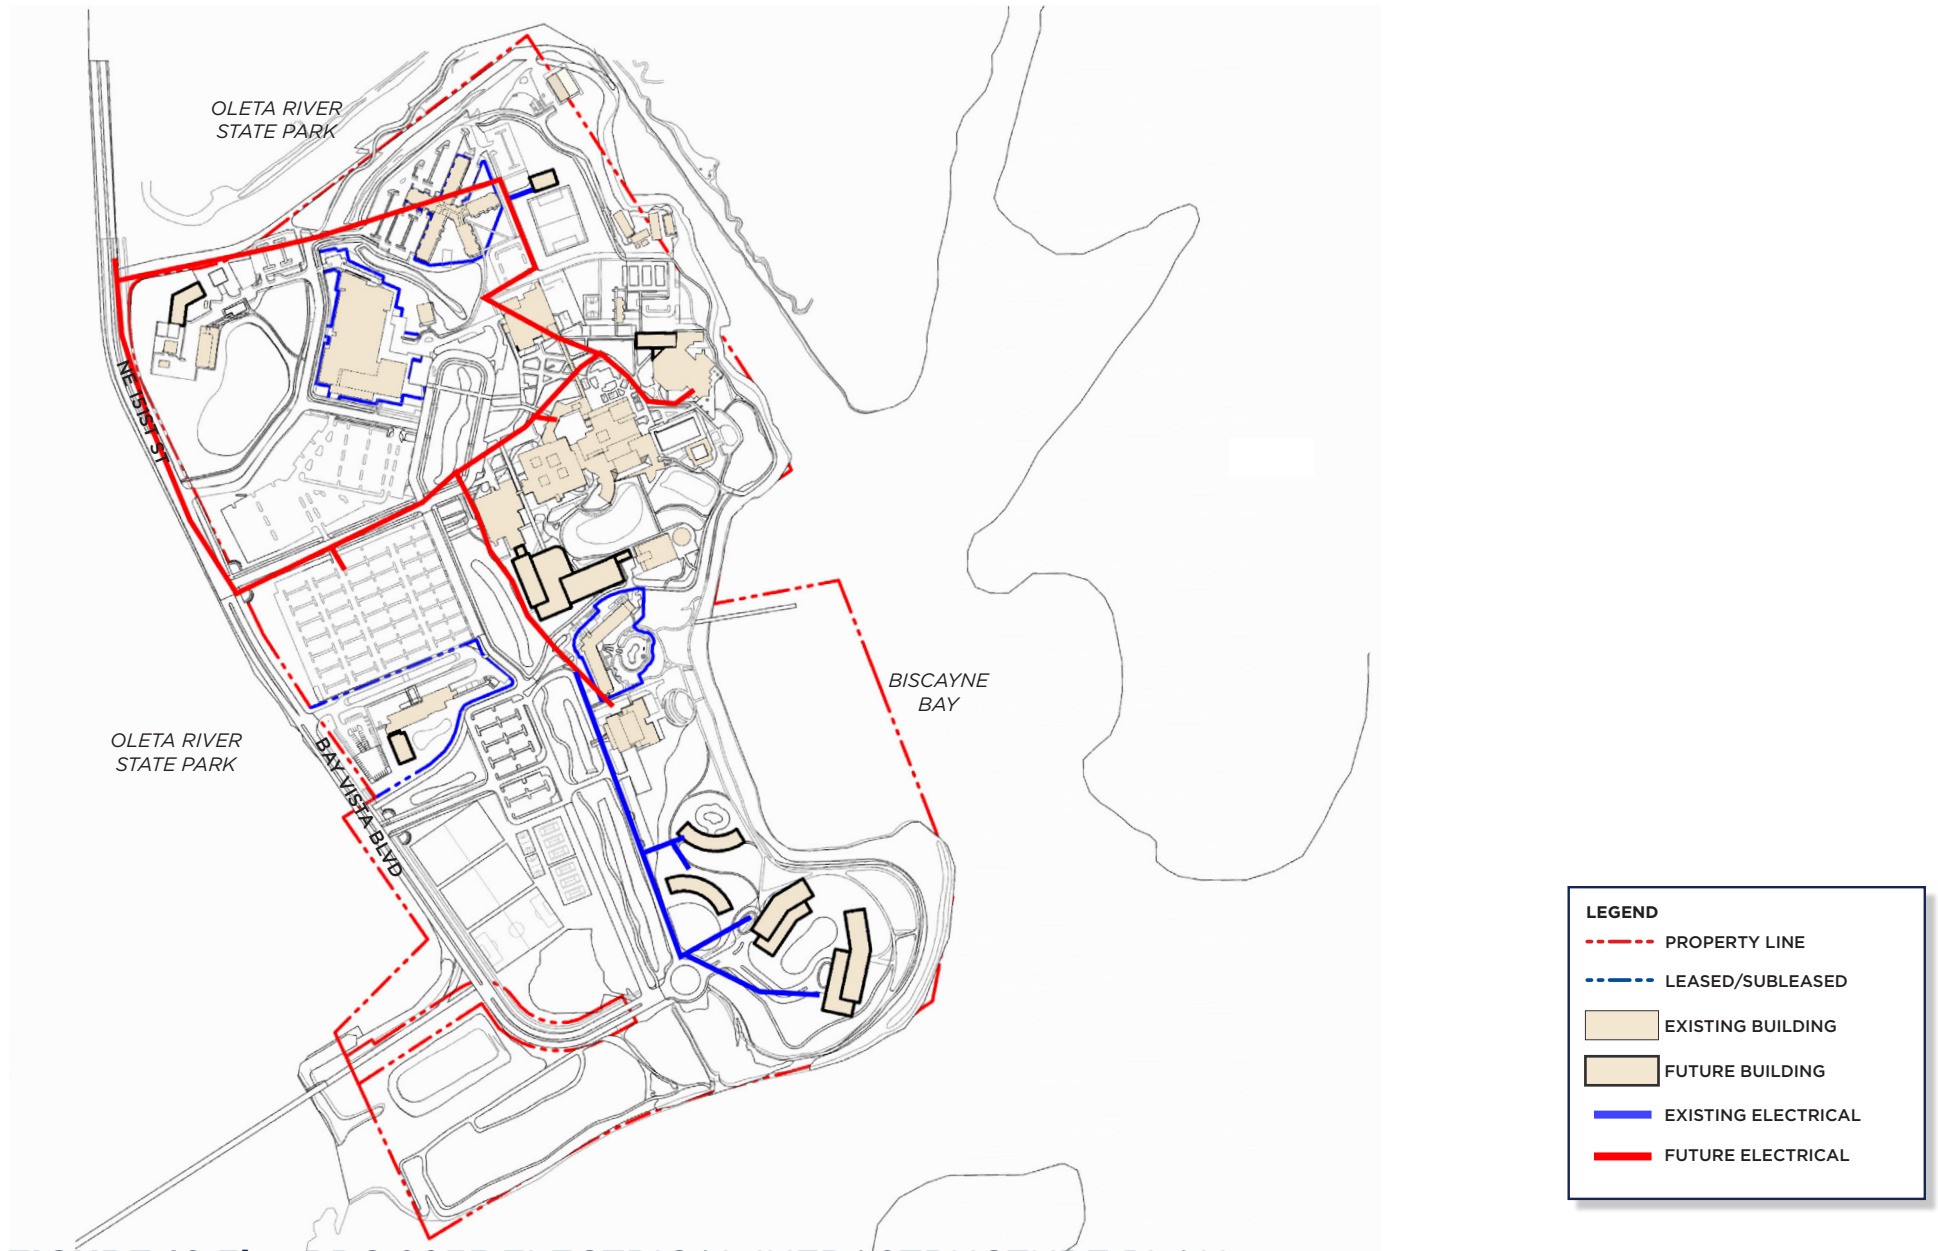 OLETA RIVER
STATE PARK
NE 151ST ST
BISCAYNE
BAY
OLETA RIVER
STATE PARK
BAY VISTA BLVD
LEGEND
PROPERTY LINE
LEASED/SUBLEASED
EXISTING BUILDING
FUTURE BUILDING
EXISTING ELECTRICAL
FUTURE ELECTRICAL